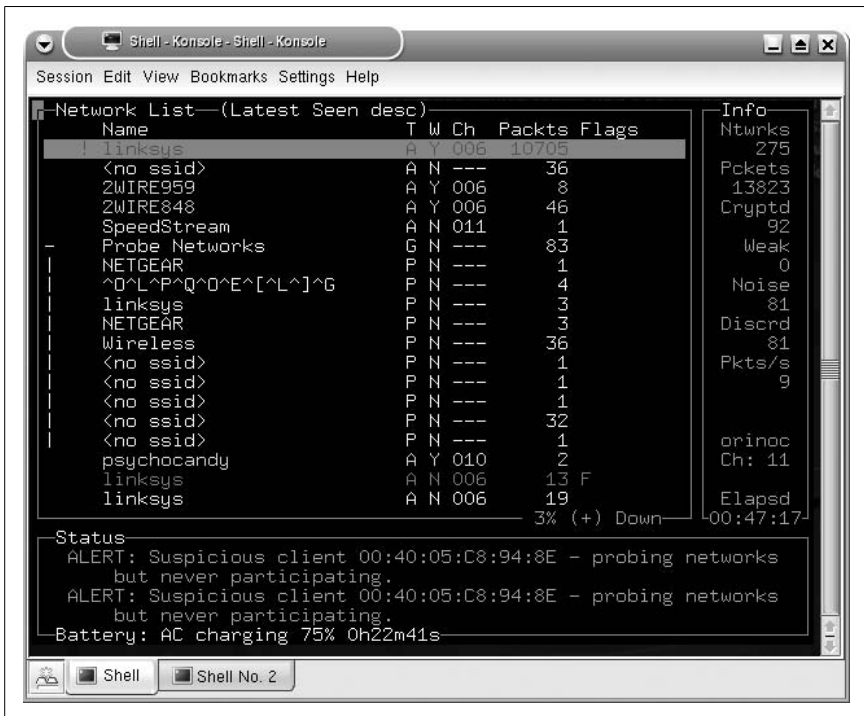 Shell - Konsole - Shell - Konsole
Session Edit View Bookmarks Settings Help
Network List—(Latest Seen desc)
Name T W Ch Packts Flags
! linksys A Y 006 10705
<no ssid> A N --- 36
2WIRE959 A Y 006 8
2WIRE848 A Y 006 46
SpeedStream A N 011 1
– Probe Networks G N --- 83
| NETGEAR P N --- 1
| ^O^L^P^Q^O^E^[^L^]^G P N --- 4
| linksys P N --- 3
| NETGEAR P N --- 3
| Wireless P N --- 36
| <no ssid> P N --- 1
| <no ssid> P N --- 1
| <no ssid> P N --- 1
| <no ssid> P N --- 32
| <no ssid> P N --- 1
psychocandy A Y 010 2
linksys A N 006 13 F
linksys A N 006 19
3% (+) Down
Info
Ntwrks
275
Pckets
13823
Cryptd
92
Weak
0
Noise
81
Discrd
81
Pkts/s
9
orinoc
Ch: 11
Elapsd
00:47:17
Status
ALERT: Suspicious client 00:40:05:C8:94:8E – probing networks
but never participating.
ALERT: Suspicious client 00:40:05:C8:94:8E – probing networks
but never participating.
Battery: AC charging 75% 0h22m41s
Shell Shell No. 2